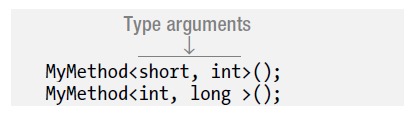 Type arguments
MyMethod<short, int>();
MyMethod<int, long >();